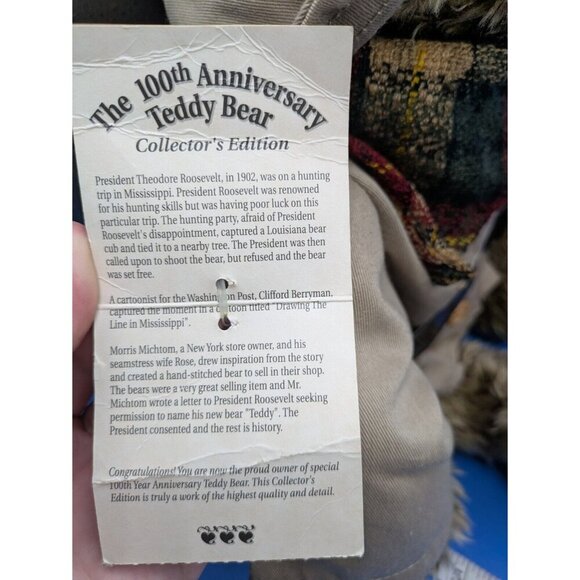 The 100th Anniversary
Teddy Bear
Collector's Edition
President Theodore Roosevelt, in 1902, was on a hunting
trip in Mississippi. President Roosevelt was renowned
for his hunting skills but was having poor luck on this
particular trip. The hunting party, afraid of President
Roosevelt's disappointment, captured a Louisiana bear
cub and tied it to a nearby tree. The President was then
called upon to shoot the bear, but refused and the bear
was set free.
A cartoonist for the Washington Post, Clifford Berryman,
captured the moment in a cartoon titled "Drawing The
Line in Mississippi".
Morris Michtom, a New York store owner, and his
seamstress wife Rose, drew inspiration from the story
and created a hand-stitched bear to sell in their shop.
The bears were a very great selling item and Mr.
Michtom wrote a letter to President Roosevelt seeking
permission to name his new bear "Teddy". The
President consented and the rest is history.
Congratulations! You are now the proud owner of special
100th Year Anniversary Teddy Bear. This Collector's
Edition is truly a work of the highest quality and detail.